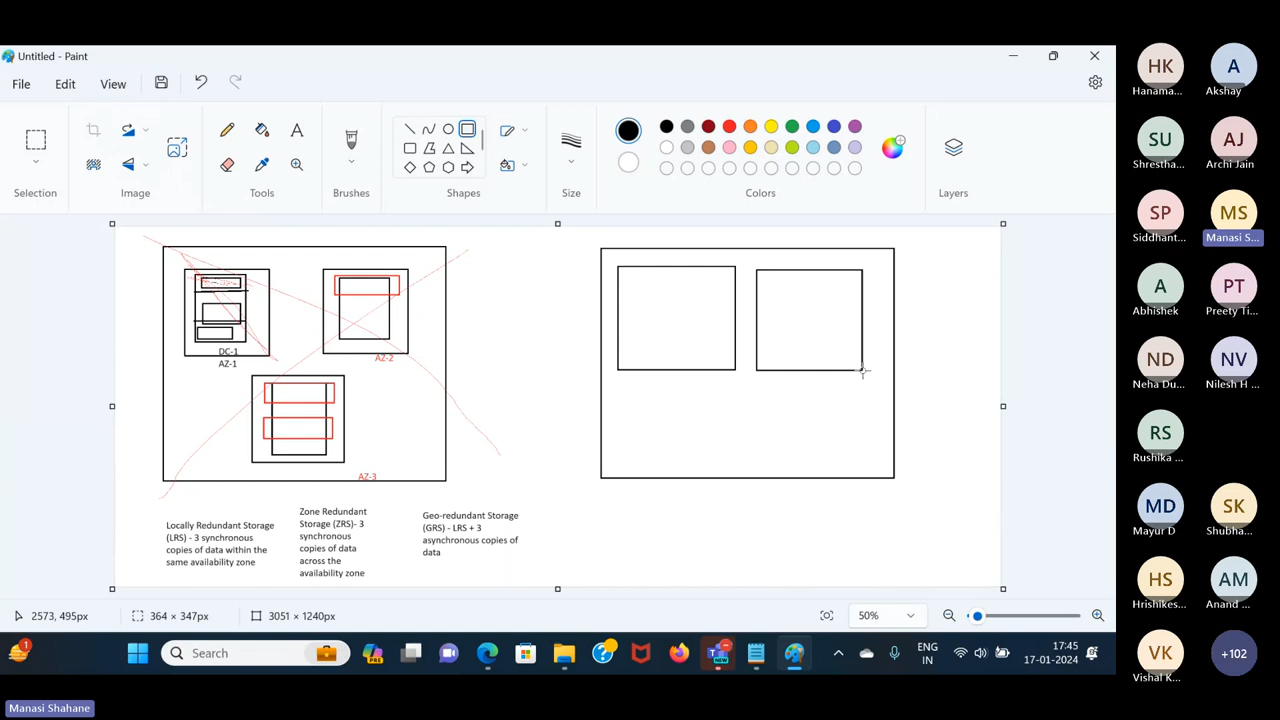 Untitled - Paint
File Edit View
Selection
Image
Tools
Brushes
Shapes
Size
Colors
Layers
DC-1
AZ-1
AZ-2
AZ-3
Locally Redundant Storage
(LRS) - 3 synchronous
copies of data within the
same availability zone
Zone Redundant
Storage (ZRS)- 3
synchronous
copies of data
across the
availability zone
Geo-redundant Storage
(GRS) - LRS + 3
asynchronous copies of
data
2573, 495px
364 × 347px
3051 × 1240px
50%
1
Search
PRE
NEW
ENG
IN
17:45
17-01-2024
Manasi Shahane
HK
Hanama...
A
Akshay
SU
Shrestha...
AJ
Archi Jain
SP
Siddhant...
MS
Manasi S...
A
Abhishek
PT
Preety Ti...
ND
Neha Du...
NV
Nilesh H ...
RS
Rushika ...
MD
Mayur D
SK
Shubha...
HS
Hrishikes...
AM
Anand ...
VK
Vishal K...
+102